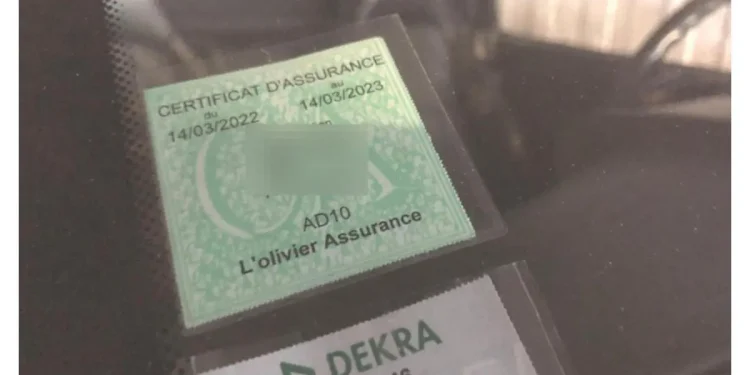 CERTIFICAT D'ASSURANCE
du au
14/03/2022 14/03/2023
AD10
L'olivier Assurance
DEKRA